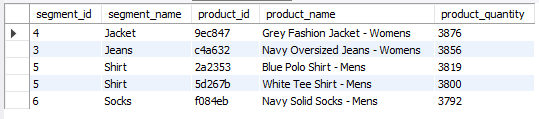 segment_id segment_name product_id product_name product_quantity
4 Jacket 9ec847 Grey Fashion Jacket - Womens 3876
3 Jeans c4a632 Navy Oversized Jeans - Womens 3856
5 Shirt 2a2353 Blue Polo Shirt - Mens 3819
5 Shirt 5d267b White Tee Shirt - Mens 3800
6 Socks f084eb Navy Solid Socks - Mens 3792